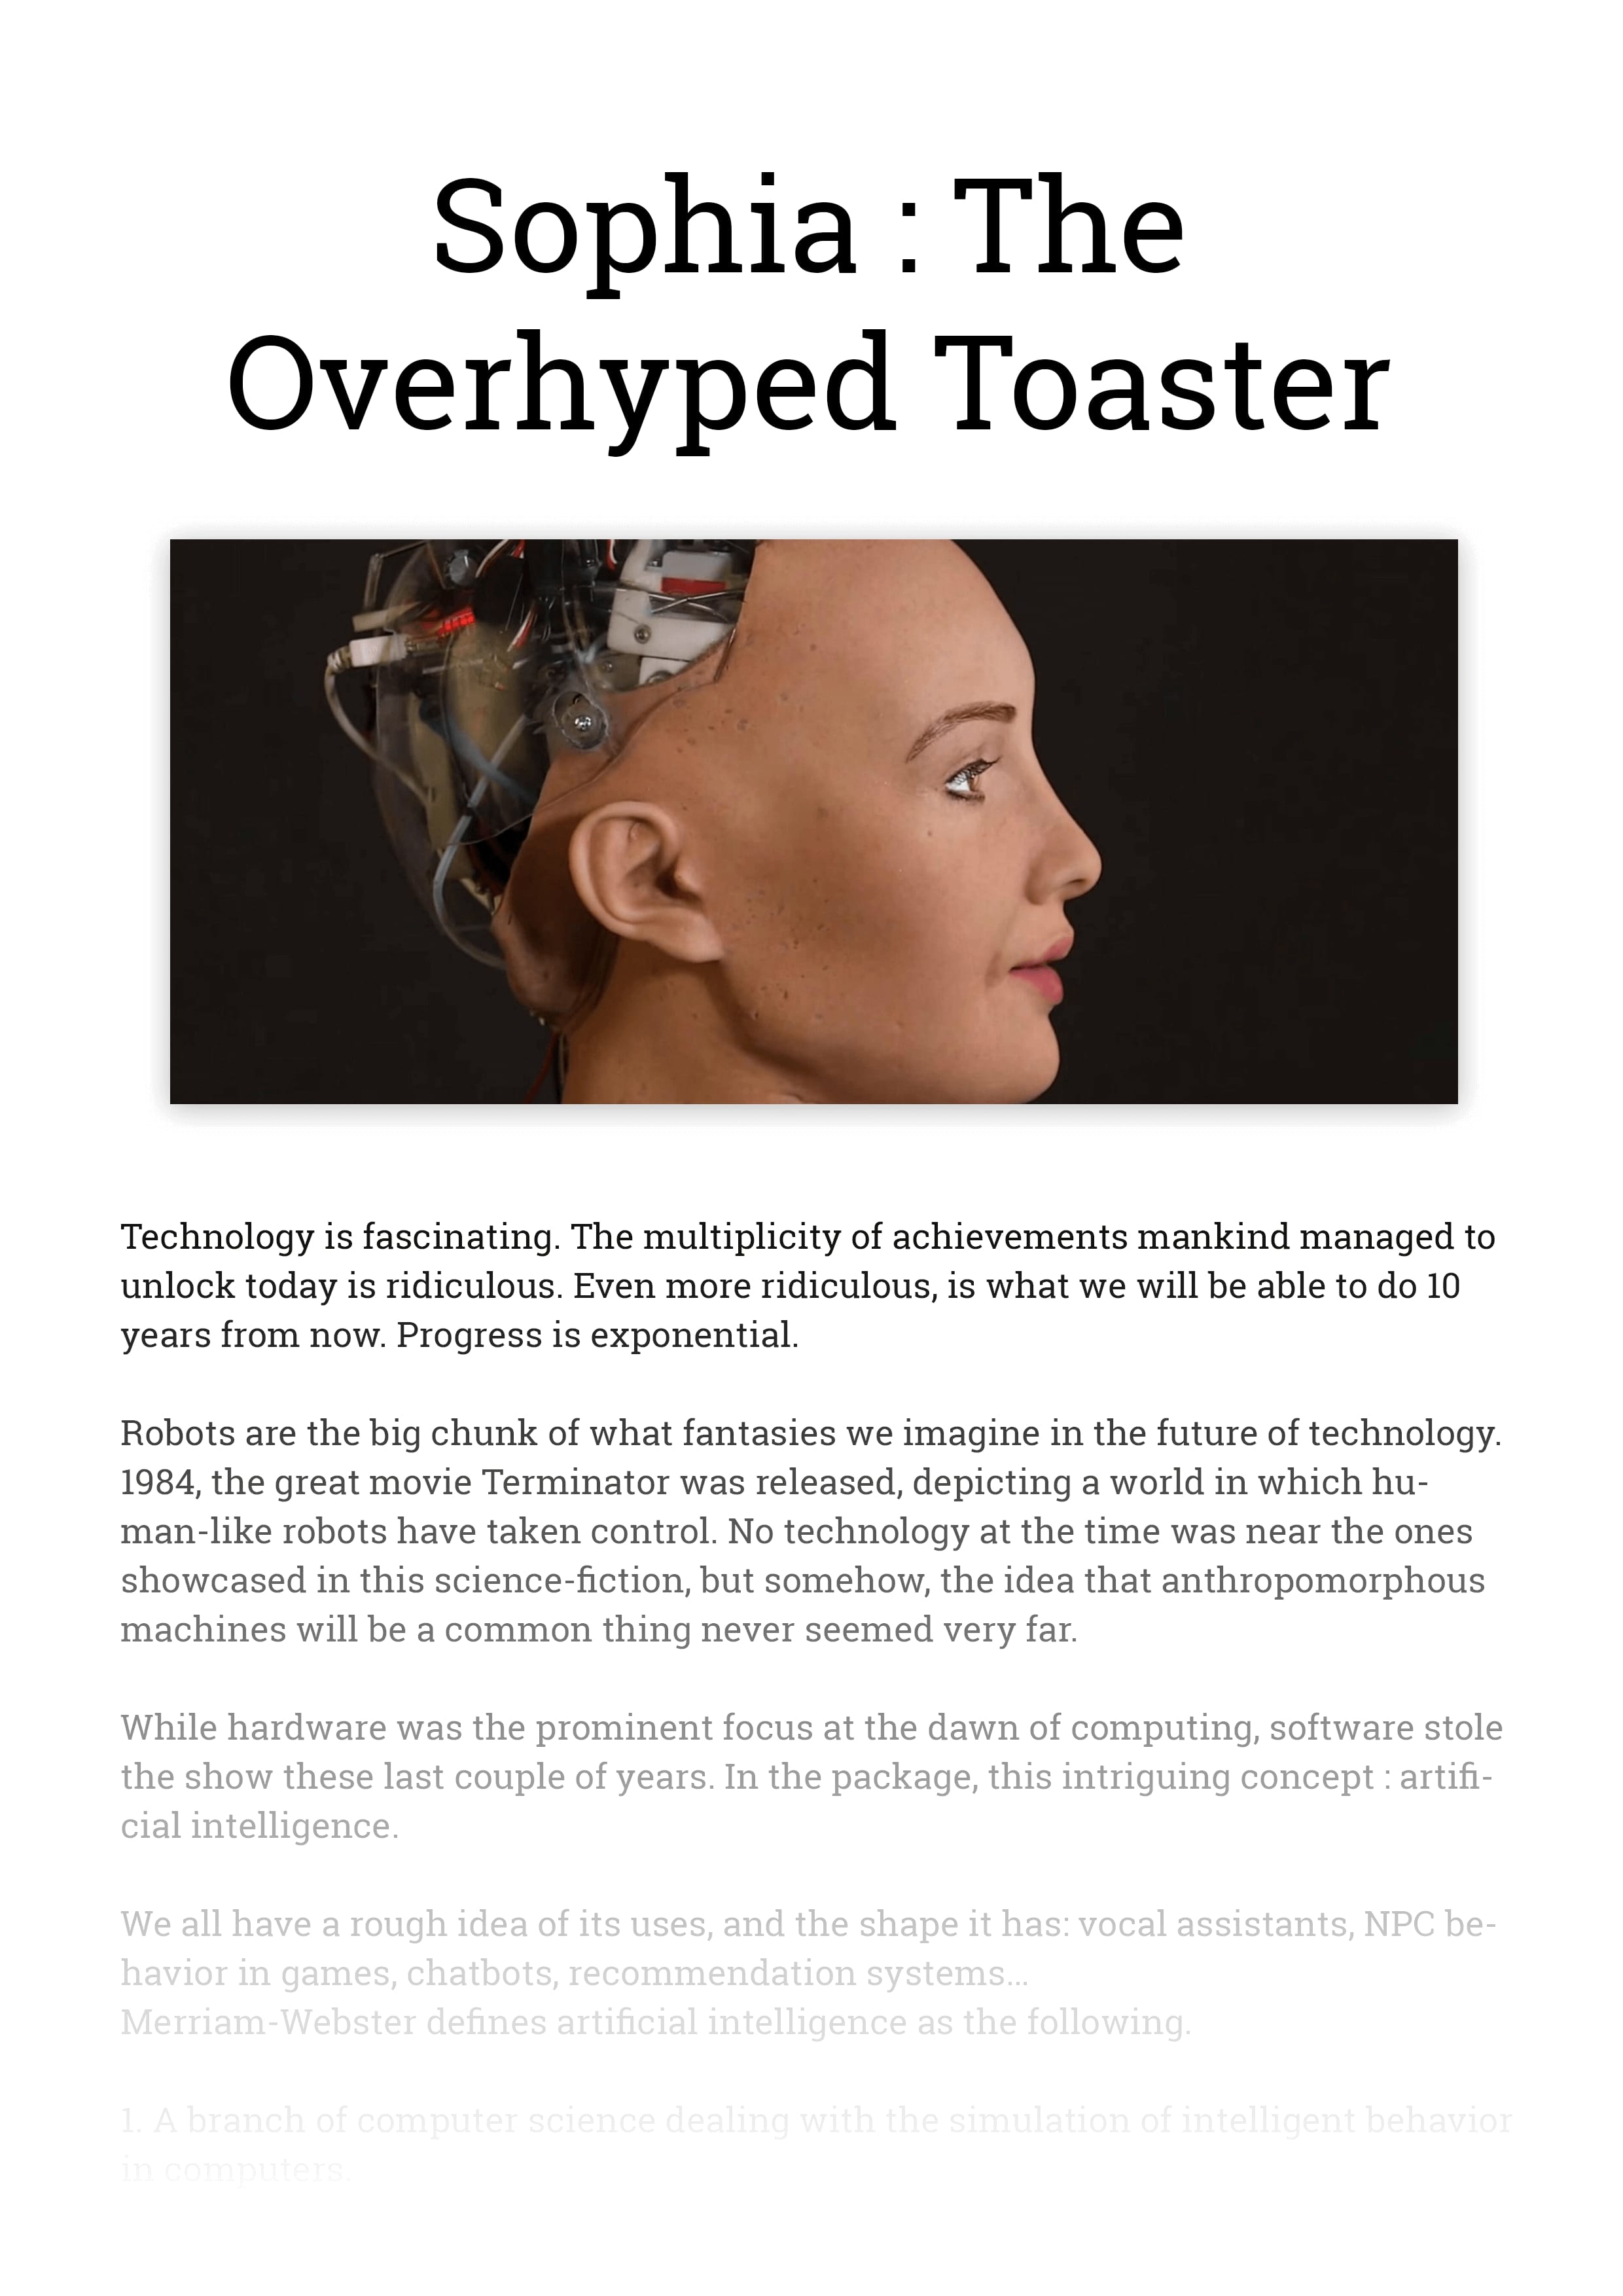 Sophia : The
Overhyped Toaster
Technology is fascinating. The multiplicity of achievements mankind managed to
unlock today is ridiculous. Even more ridiculous, is what we will be able to do 10
years from now. Progress is exponential.
Robots are the big chunk of what fantasies we imagine in the future of technology.
1984, the great movie Terminator was released, depicting a world in which hu-
man-like robots have taken control. No technology at the time was near the ones
showcased in this science-fiction, but somehow, the idea that anthropomorphous
machines will be a common thing never seemed very far.
While hardware was the prominent focus at the dawn of computing, software stole
the show these last couple of years. In the package, this intriguing concept : artifi-
cial intelligence.
We all have a rough idea of its uses, and the shape it has: vocal assistants, NPC be-
havior in games, chatbots, recommendation systems...
Merriam-Webster defines artificial intelligence as the following.
1. A branch of computer science dealing with the simulation of intelligent behavior
in computers.